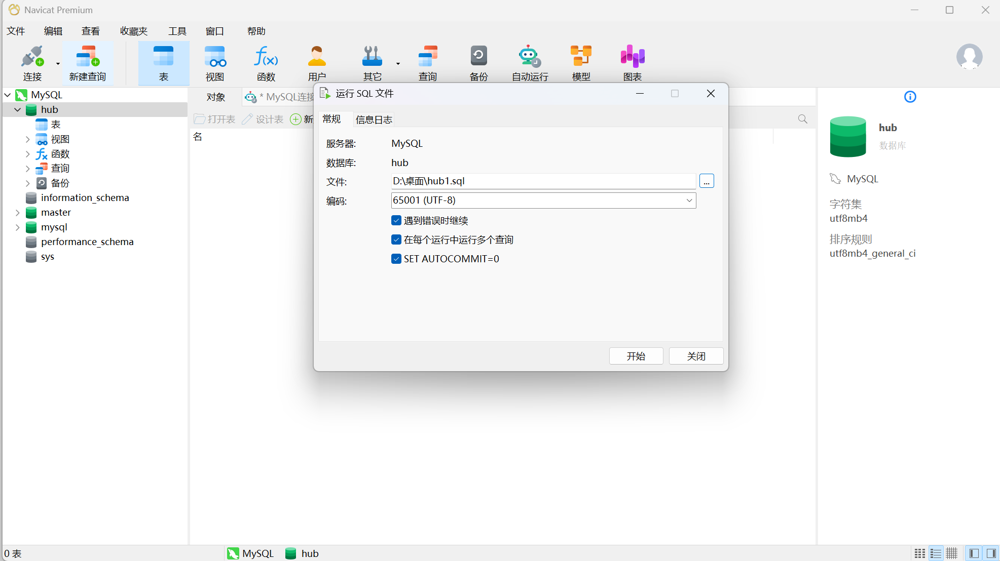 Navicat Premium
文件 编辑 查看 收藏夹 工具 窗口 帮助
连接 新建查询 表 视图 函数 用户 其它 查询 备份 自动运行 模型 图表
MySQL
hub
表
视图
函数
查询
备份
information_schema
master
mysql
performance_schema
sys
对象 * MySQL连接
打开表 设计表 新
名
运行 SQL 文件
常规 信息日志
服务器: MySQL
数据库: hub
文件: D:\桌面\hub1.sql ...
编码: 65001 (UTF-8)
遇到错误时继续
在每个运行中运行多个查询
SET AUTOCOMMIT=0
开始 关闭
hub
数据库
MySQL
字符集
utf8mb4
排序规则
utf8mb4_general_ci
0 表 MySQL hub